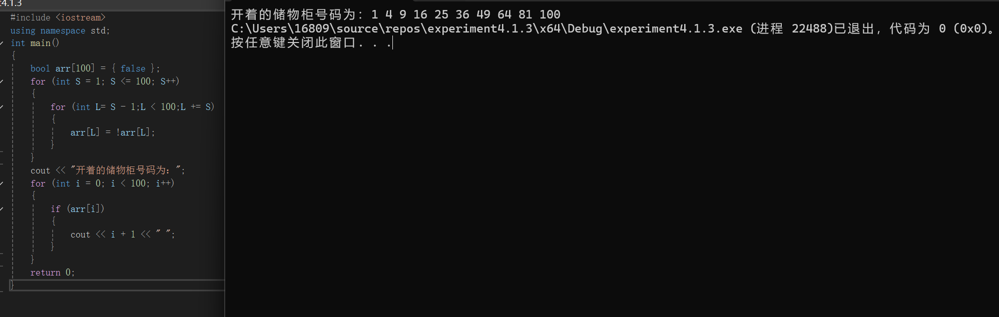 t4.1.3
#include <iostream>
using namespace std;
int main()
{
bool arr[100] = { false };
for (int S = 1; S <= 100; S++)
{
for (int L= S - 1;L < 100;L += S)
{
arr[L] = !arr[L];
}
}
cout << "开着的储物柜号码为：";
for (int i = 0; i < 100; i++)
{
if (arr[i])
{
cout << i + 1 << " ";
}
}
return 0;
}
开着的储物柜号码为：1 4 9 16 25 36 49 64 81 100
C:\Users\16809\source\repos\experiment4.1.3\x64\Debug\experiment4.1.3.exe (进程 22488)已退出，代码为 0 (0x0)。
按任意键关闭此窗口. . .